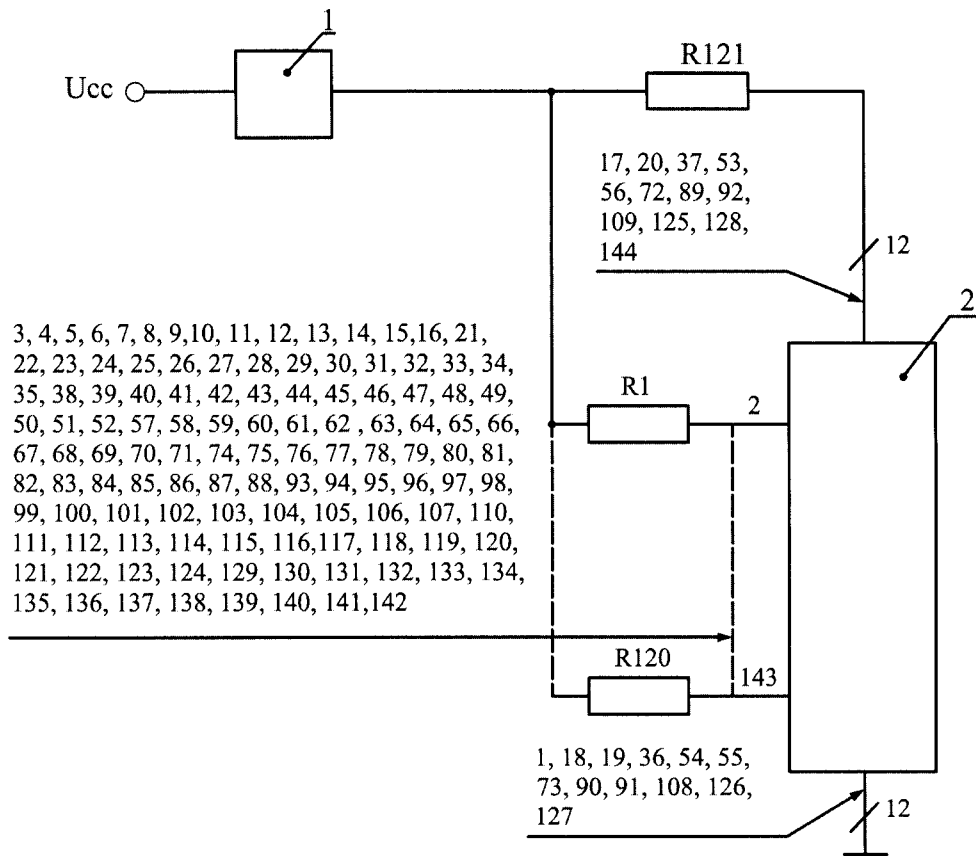 1
R121
Ucc
17, 20, 37, 53,
56, 72, 89, 92,
109, 125, 128,
144
12
2
3, 4, 5, 6, 7, 8, 9,10, 11, 12, 13, 14, 15,16, 21,
22, 23, 24, 25, 26, 27, 28, 29, 30, 31, 32, 33, 34,
35, 38, 39, 40, 41, 42, 43, 44, 45, 46, 47, 48, 49,
50, 51, 52, 57, 58, 59, 60, 61, 62 , 63, 64, 65, 66,
67, 68, 69, 70, 71, 74, 75, 76, 77, 78, 79, 80, 81,
82, 83, 84, 85, 86, 87, 88, 93, 94, 95, 96, 97, 98,
99, 100, 101, 102, 103, 104, 105, 106, 107, 110,
111, 112, 113, 114, 115, 116,117, 118, 119, 120,
121, 122, 123, 124, 129, 130, 131, 132, 133, 134,
135, 136, 137, 138, 139, 140, 141,142
R1
2
R120
143
1, 18, 19, 36, 54, 55,
73, 90, 91, 108, 126,
127
12